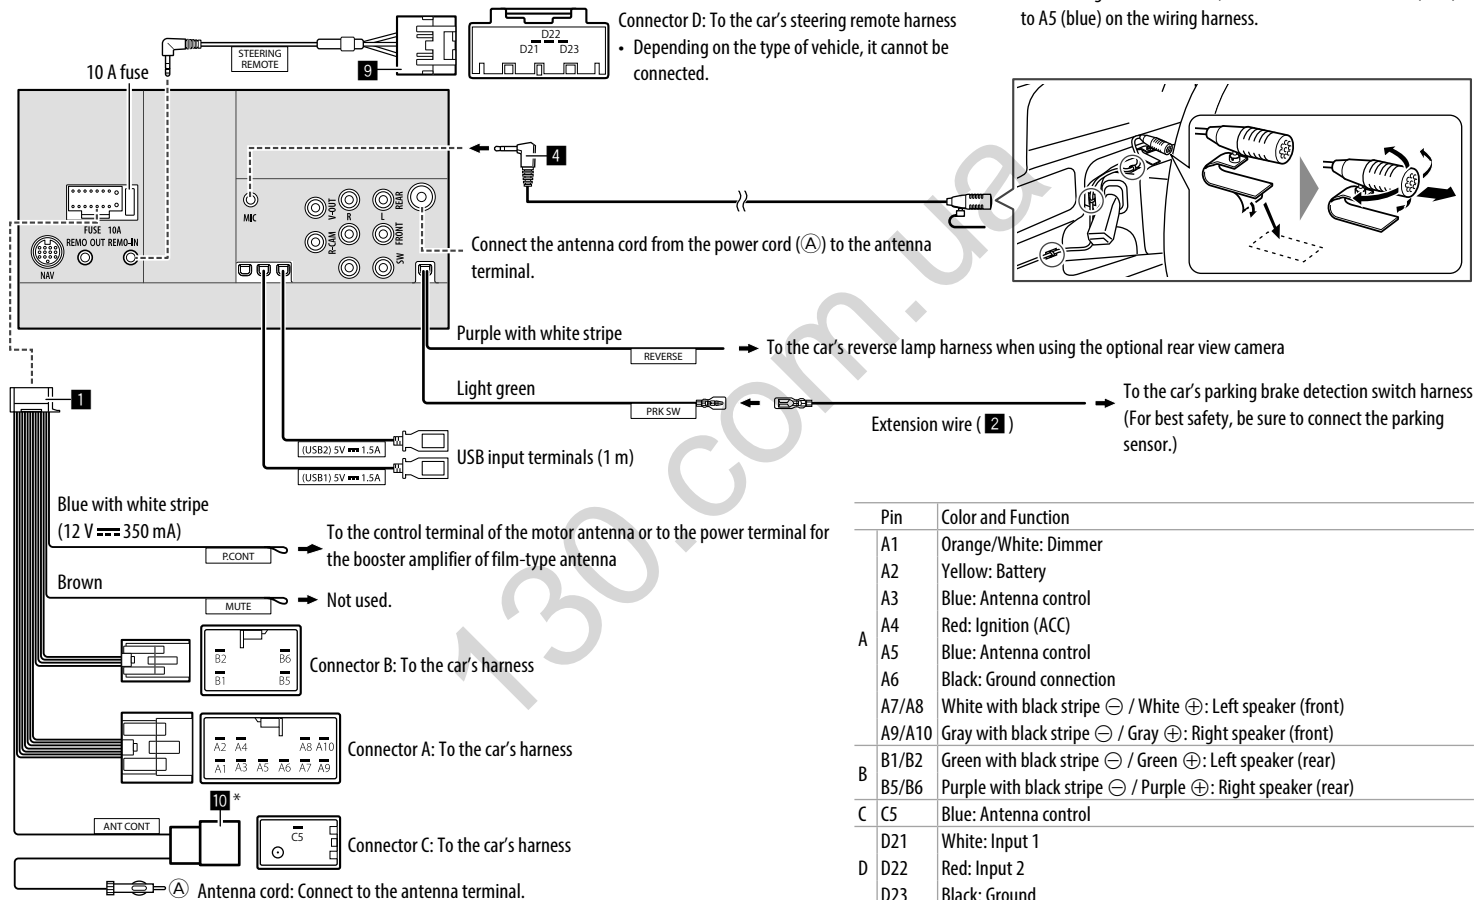 Connector D: To the car’s steering remote harness
• Depending on the type of vehicle, it cannot be
connected.
to A5 (blue) on the wiring harness.
D22
D21 D23
STEERING
REMOTE
9
10 A fuse
4
MIC
V-OUT
R-CAM
R
L
REAR
FRONT
SW
FUSE 10A
REMO OUT REMO-IN
NAV
Connect the antenna cord from the power cord (Ⓐ) to the antenna
terminal.
Purple with white stripe
REVERSE
To the car’s reverse lamp harness when using the optional rear view camera
Light green
PRK SW
Extension wire ( 2 )
To the car’s parking brake detection switch harness
(For best safety, be sure to connect the parking
sensor.)
1
(USB2) 5V ⎓ 1.5A
(USB1) 5V ⎓ 1.5A
USB input terminals (1 m)
Blue with white stripe
(12 V ⎓ 350 mA)
P.CONT
To the control terminal of the motor antenna or to the power terminal for
the booster amplifier of film-type antenna
Brown
MUTE
Not used.
B2 B6
B1 B5
Connector B: To the car’s harness
A2 A4 A8 A10
A1 A3 A5 A6 A7 A9
Connector A: To the car’s harness
10 *
ANT CONT
C5
Connector C: To the car’s harness
Ⓐ Antenna cord: Connect to the antenna terminal.
Pin Color and Function
A
A1 Orange/White: Dimmer
A2 Yellow: Battery
A3 Blue: Antenna control
A4 Red: Ignition (ACC)
A5 Blue: Antenna control
A6 Black: Ground connection
A7/A8 White with black stripe ⊖ / White ⊕: Left speaker (front)
A9/A10 Gray with black stripe ⊖ / Gray ⊕: Right speaker (front)
B
B1/B2 Green with black stripe ⊖ / Green ⊕: Left speaker (rear)
B5/B6 Purple with black stripe ⊖ / Purple ⊕: Right speaker (rear)
C C5 Blue: Antenna control
D
D21 White: Input 1
D22 Red: Input 2
D23 Black: Ground
130.com.ua